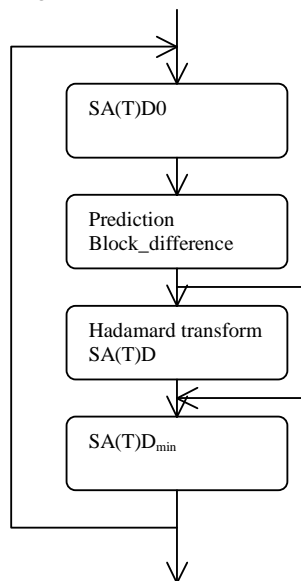 SA(T)D0
Prediction
Block_difference
Hadamard transform
SA(T)D
SA(T)Dmin